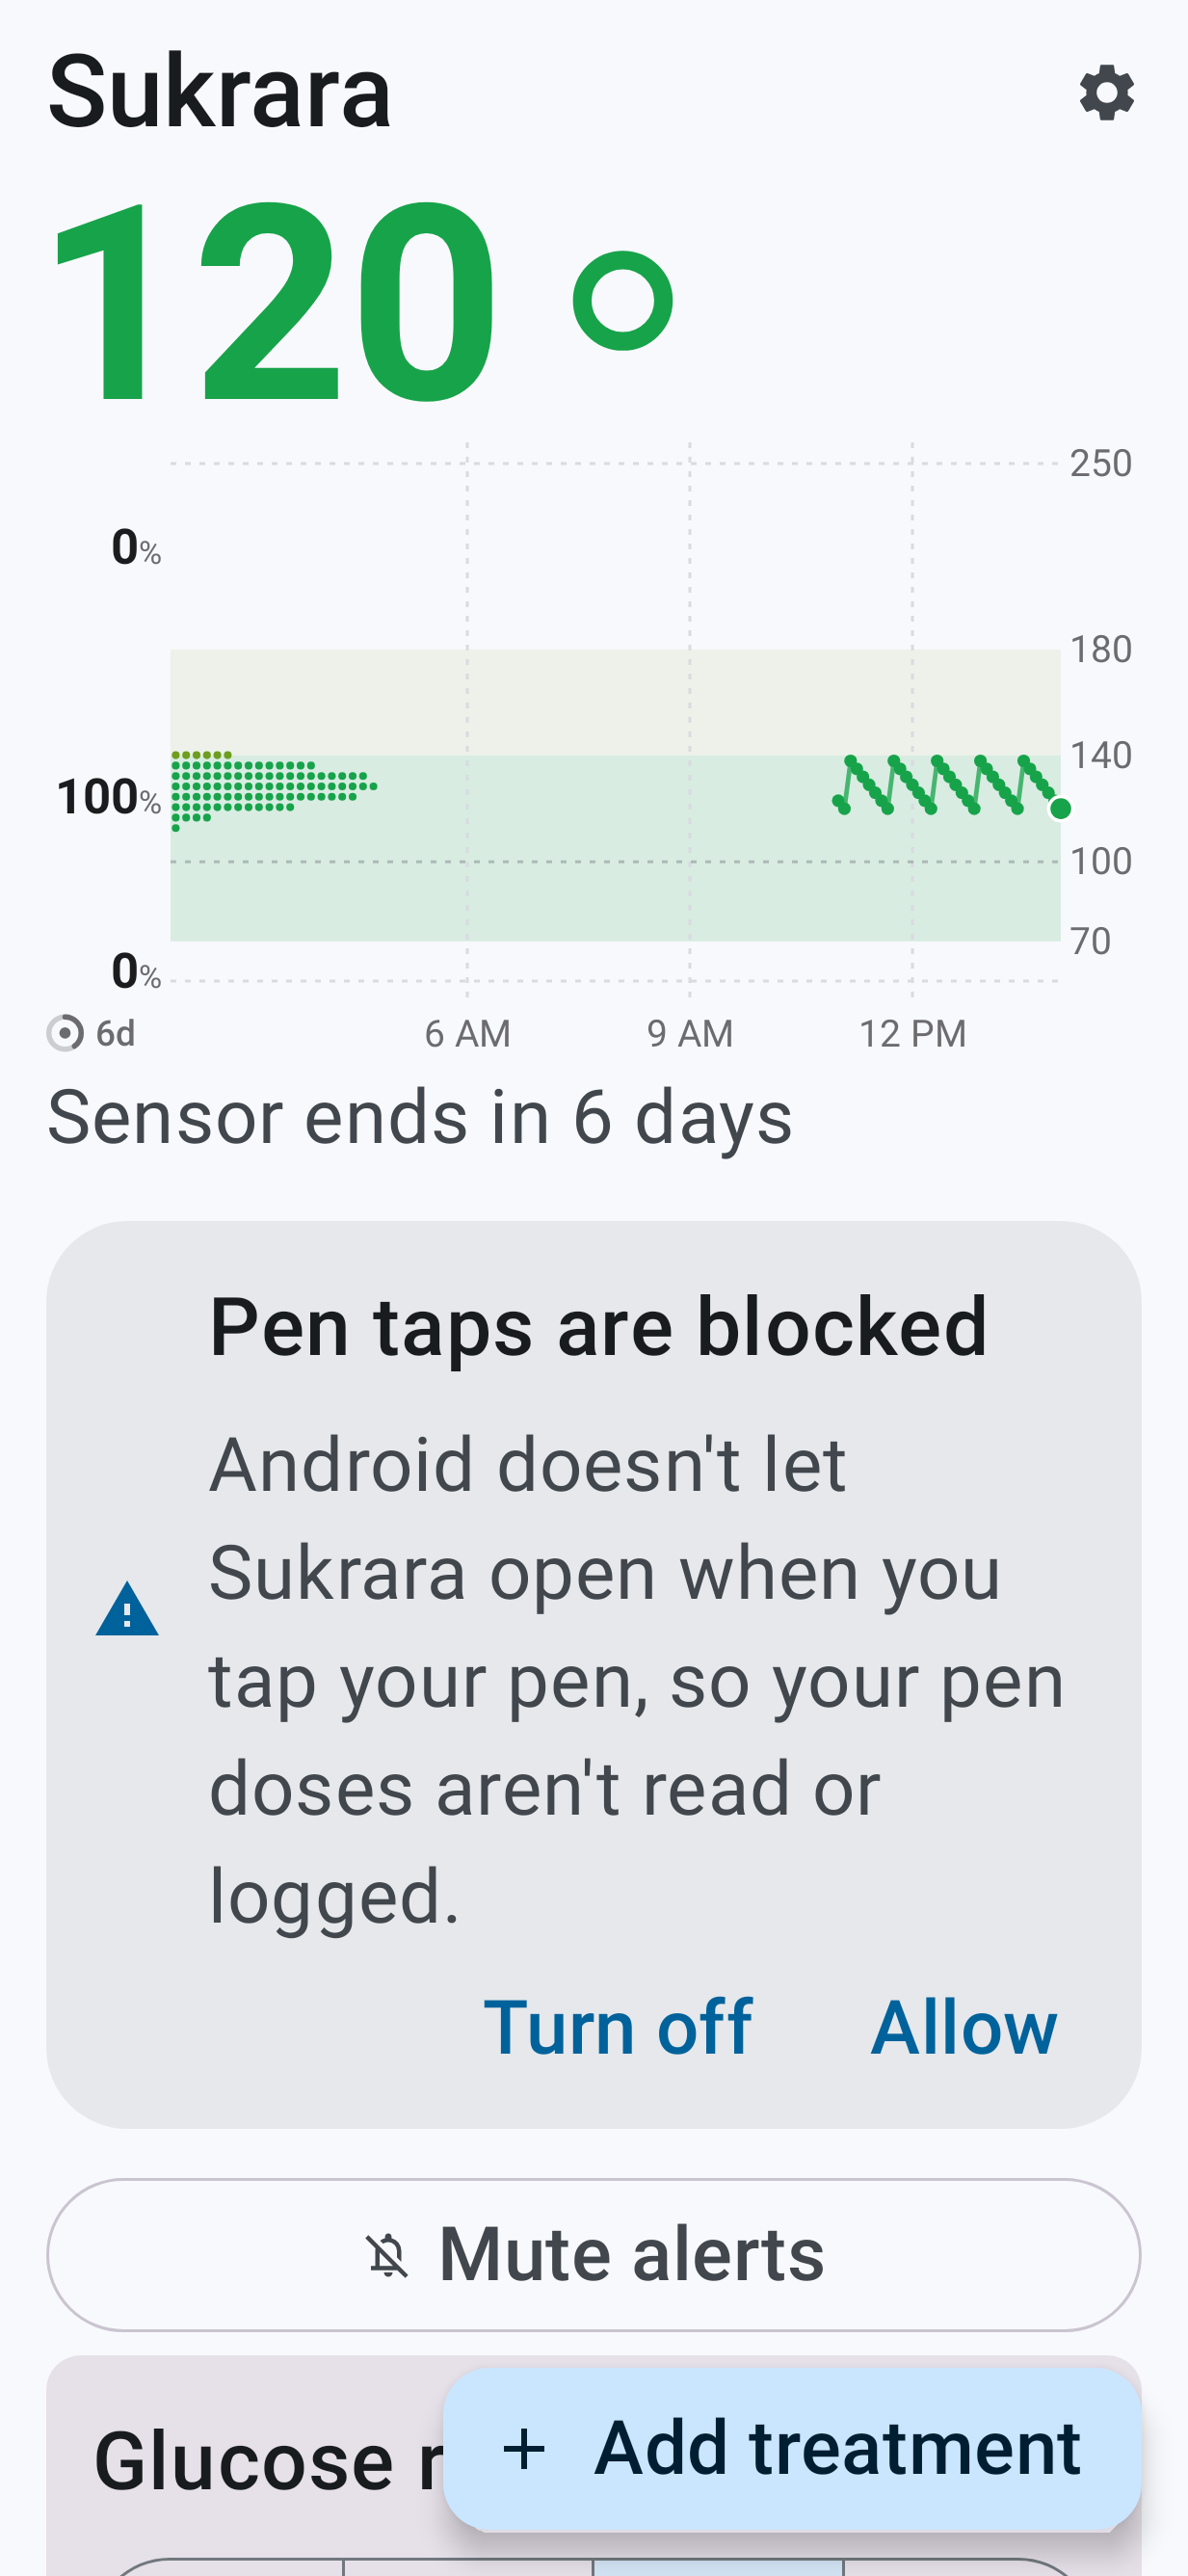 Sukrara
120
250
0%
180
140
100%
100
70
0%
6d
6 AM
9 AM
12 PM
Sensor ends in 6 days
Pen taps are blocked
Android doesn't let
Sukrara open when you
tap your pen, so your pen
doses aren't read or
logged.
Turn off
Allow
Mute alerts
Glucose
+ Add treatment